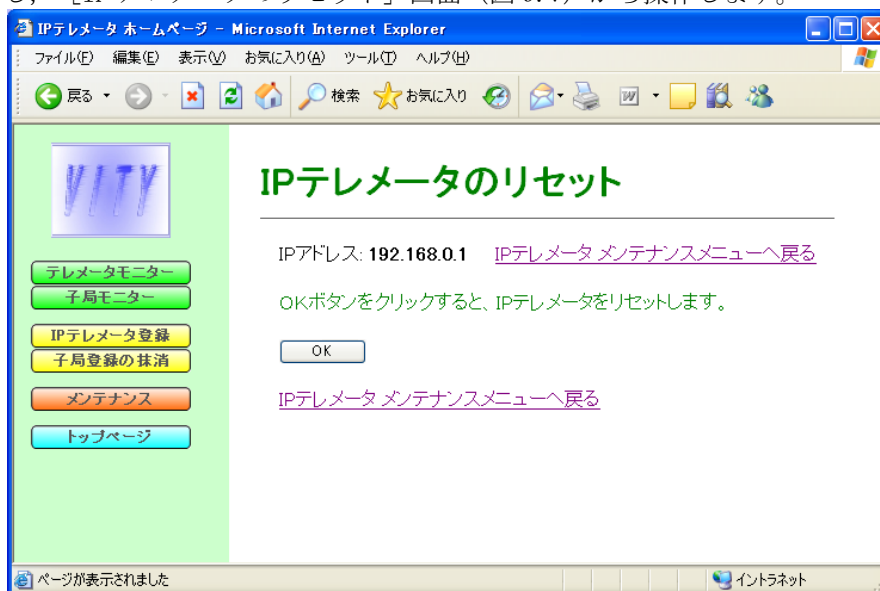 IPテレメータ ホームページ - Microsoft Internet Explorer
ファイル(F) 編集(E) 表示(V) お気に入り(A) ツール(T) ヘルプ(H)
戻る 検索 お気に入り
VITY
IPテレメータのリセット
IPアドレス: 192.168.0.1 IPテレメータ メンテナンスメニューへ戻る
テレメータモニター
子局モニター
OKボタンをクリックすると、IPテレメータをリセットします。
IPテレメータ登録
子局登録の抹消
OK
メンテナンス
IPテレメータ メンテナンスメニューへ戻る
トップページ
ページが表示されました
イントラネット